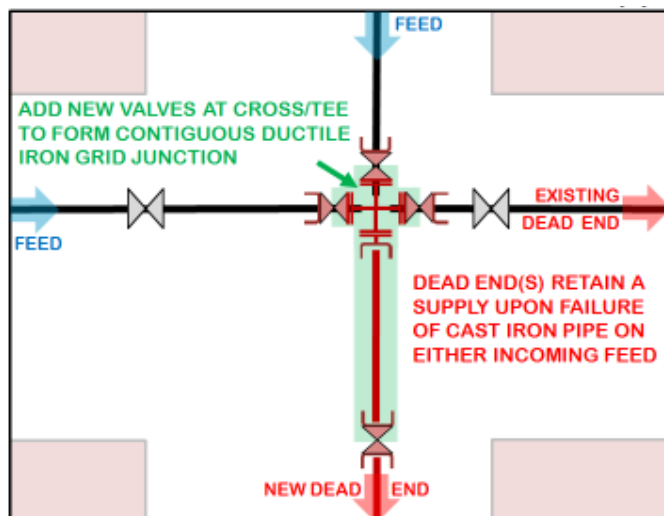 FEED
ADD NEW VALVES AT CROSS/TEE
TO FORM CONTIGUOUS DUCTILE
IRON GRID JUNCTION
EXISTING
DEAD END
FEED
DEAD END(S) RETAIN A
SUPPLY UPON FAILURE
OF CAST IRON PIPE ON
EITHER INCOMING FEED
NEW DEAD END